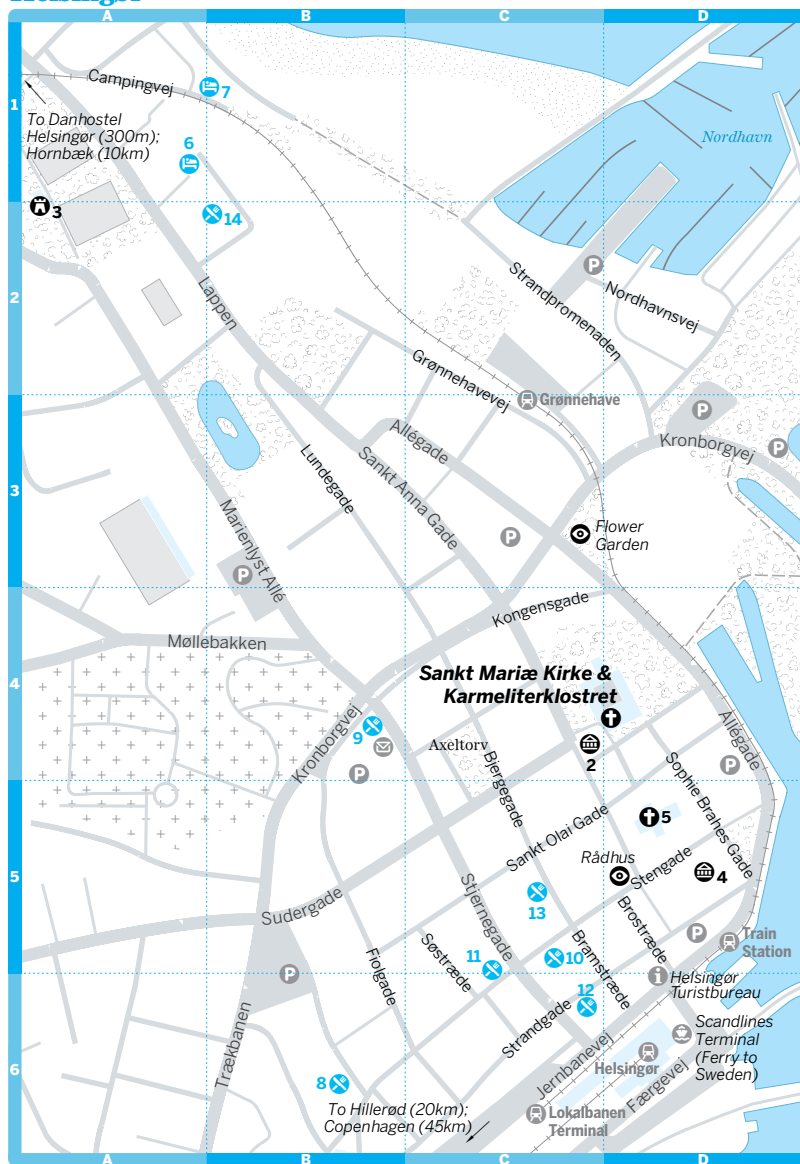 A
B
C
D
1
Campingvej
7
To Danhostel
Helsingør (300m);
Hornbæk (10km)
6
Nordhavn
3
14
P
2
Lappen
Strandpromenaden
Nordhavnsvej
Grønnehavevej
Grønnehave
P
Allégade
Kronborgvej
P
3
Lundegade
Sankt Anna Gade
Marienlyst Allé
P
Flower
Garden
P
Kongensgade
Møllebakken
4
Sankt Mariæ Kirke &
Karmeliterklostret
Kronborgvej
9
Axeltorv
2
Allégade
P
P
Bjergegade
Sophie Brahes Gade
5
Sankt Olai Gade
5
Rådhus
Stengade
4
13
Sudergade
Stjernegade
Brostræde
P
Train
Station
Fiolgade
Søstræde
11
10
Bramstræde
P
12
i
Helsingør
Turistbureau
Strandgade
Scandlines
Terminal
(Ferry to
Sweden)
6
Trækbanen
Jernbanevej
Helsingør
Færgevej
8
To Hillerød (20km);
Copenhagen (45km)
Lokalbanen
Terminal
A
B
C
D